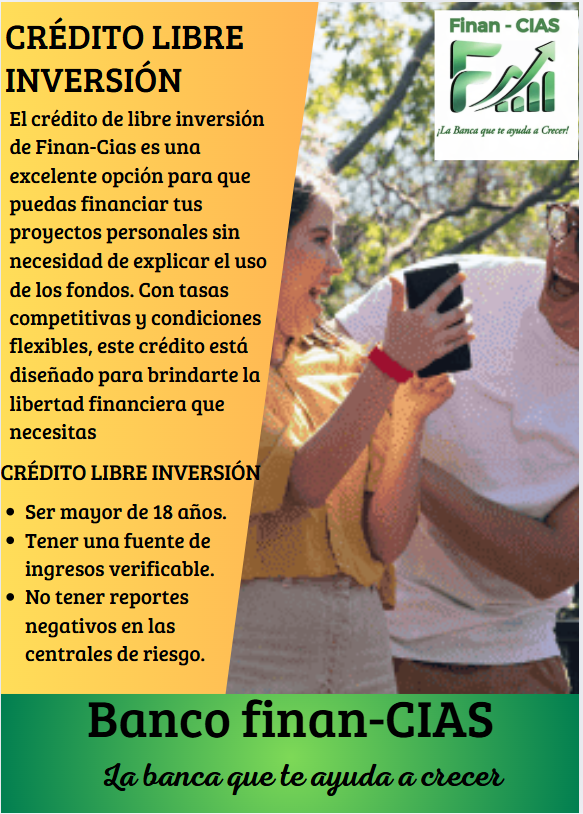 CRÉDITO LIBRE
INVERSIÓN
El crédito de libre inversión
de Finan-Cias es una
excelente opción para que
puedas financiar tus
proyectos personales sin
necesidad de explicar el uso
de los fondos. Con tasas
competitivas y condiciones
flexibles, este crédito está
diseñado para brindarte la
libertad financiera que
necesitas
CRÉDITO LIBRE INVERSIÓN
• Ser mayor de 18 años.
• Tener una fuente de
ingresos verificable.
• No tener reportes
negativos en las
centrales de riesgo.
Finan - CIAS
¡La Banca que te ayuda a Crecer!
Banco finan-CIAS
La banca que te ayuda a crecer